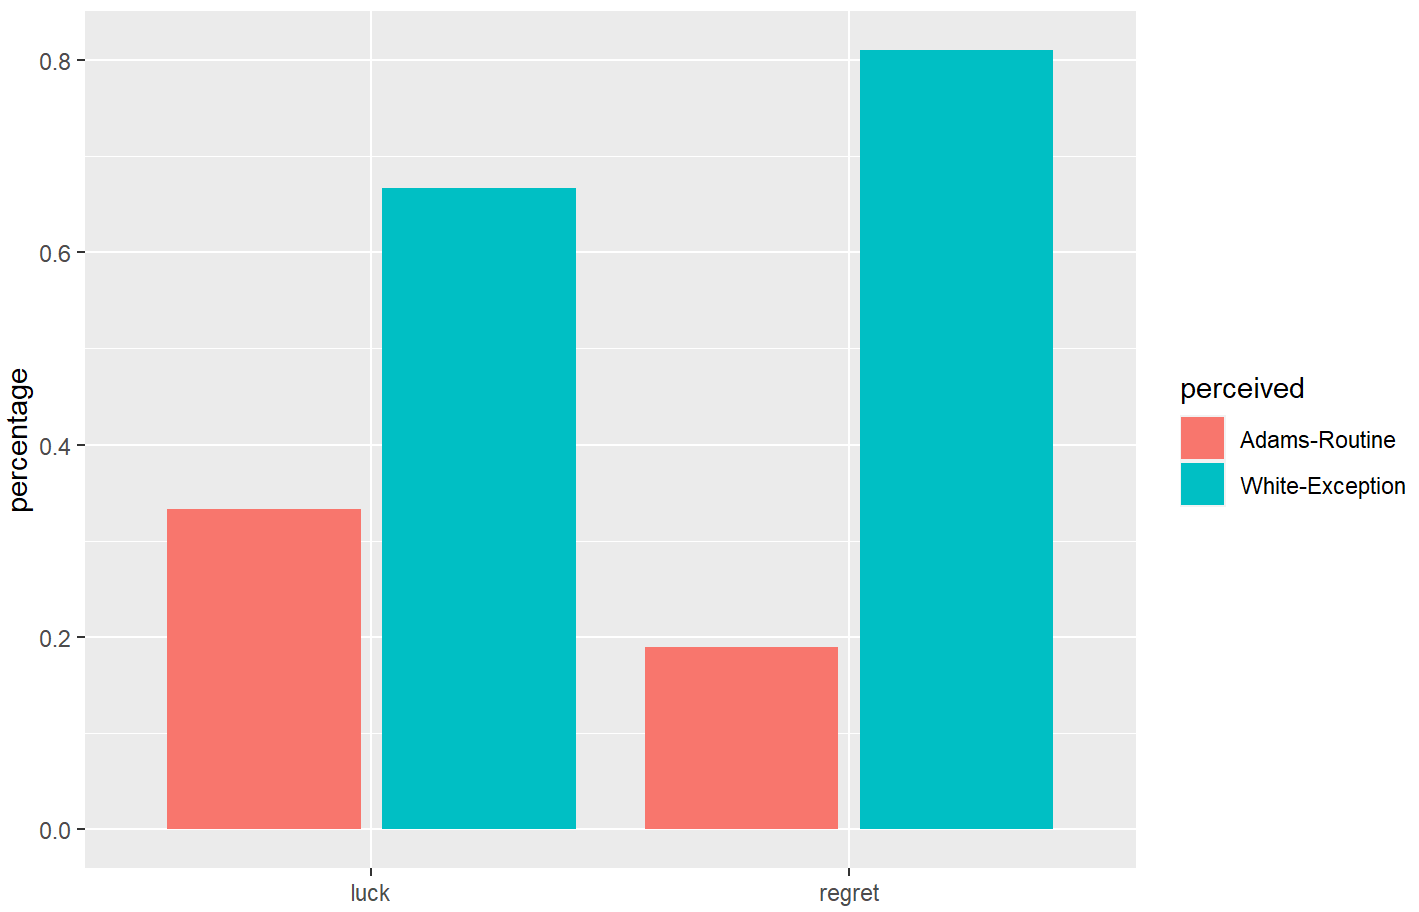 percentage
0.8
0.6
0.4
0.2
0.0
luck
regret
perceived
Adams-Routine
White-Exception